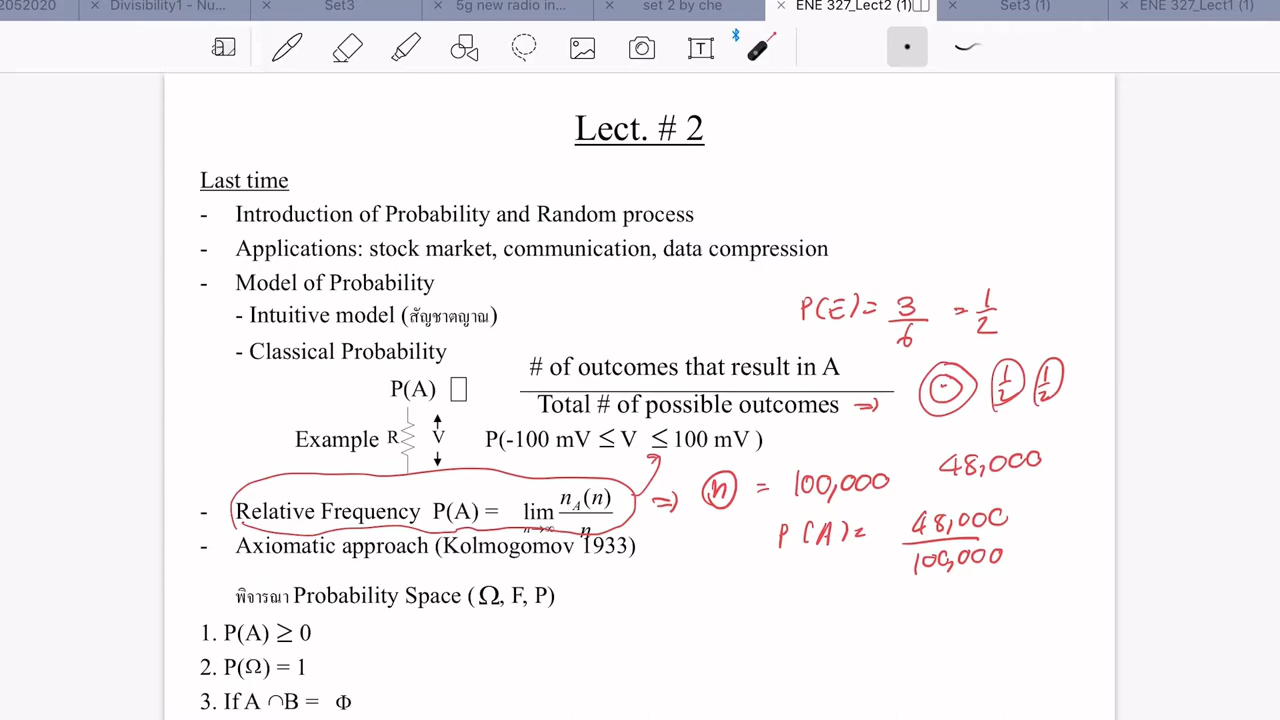 2052020 × Divisibility1 - Nu... × Set3 × 5g new radio in... × set 2 by che × ENE 327_Lect2 (1) × Set3 (1) × ENE 327_Lect1 (1)
Lect. # 2
Last time
- Introduction of Probability and Random process
- Applications: stock market, communication, data compression
- Model of Probability
- Intuitive model (สัญชาตญาณ)
P(E) = 3/6 = 1/2
- Classical Probability
# of outcomes that result in A
P(A)
Total # of possible outcomes ⇒ 1/2 1/2
Example R V P(-100 mV ≤ V ≤ 100 mV )
48,000
⇒ n = 100,000
- Relative Frequency P(A) = lim n→∞ n_A(n)/n
P(A) = 48,000/100,000
- Axiomatic approach (Kolmogomov 1933)
พิจารณา Probability Space ( Ω, F, P)
1. P(A) ≥ 0
2. P(Ω) = 1
3. If A ∩B = Φ